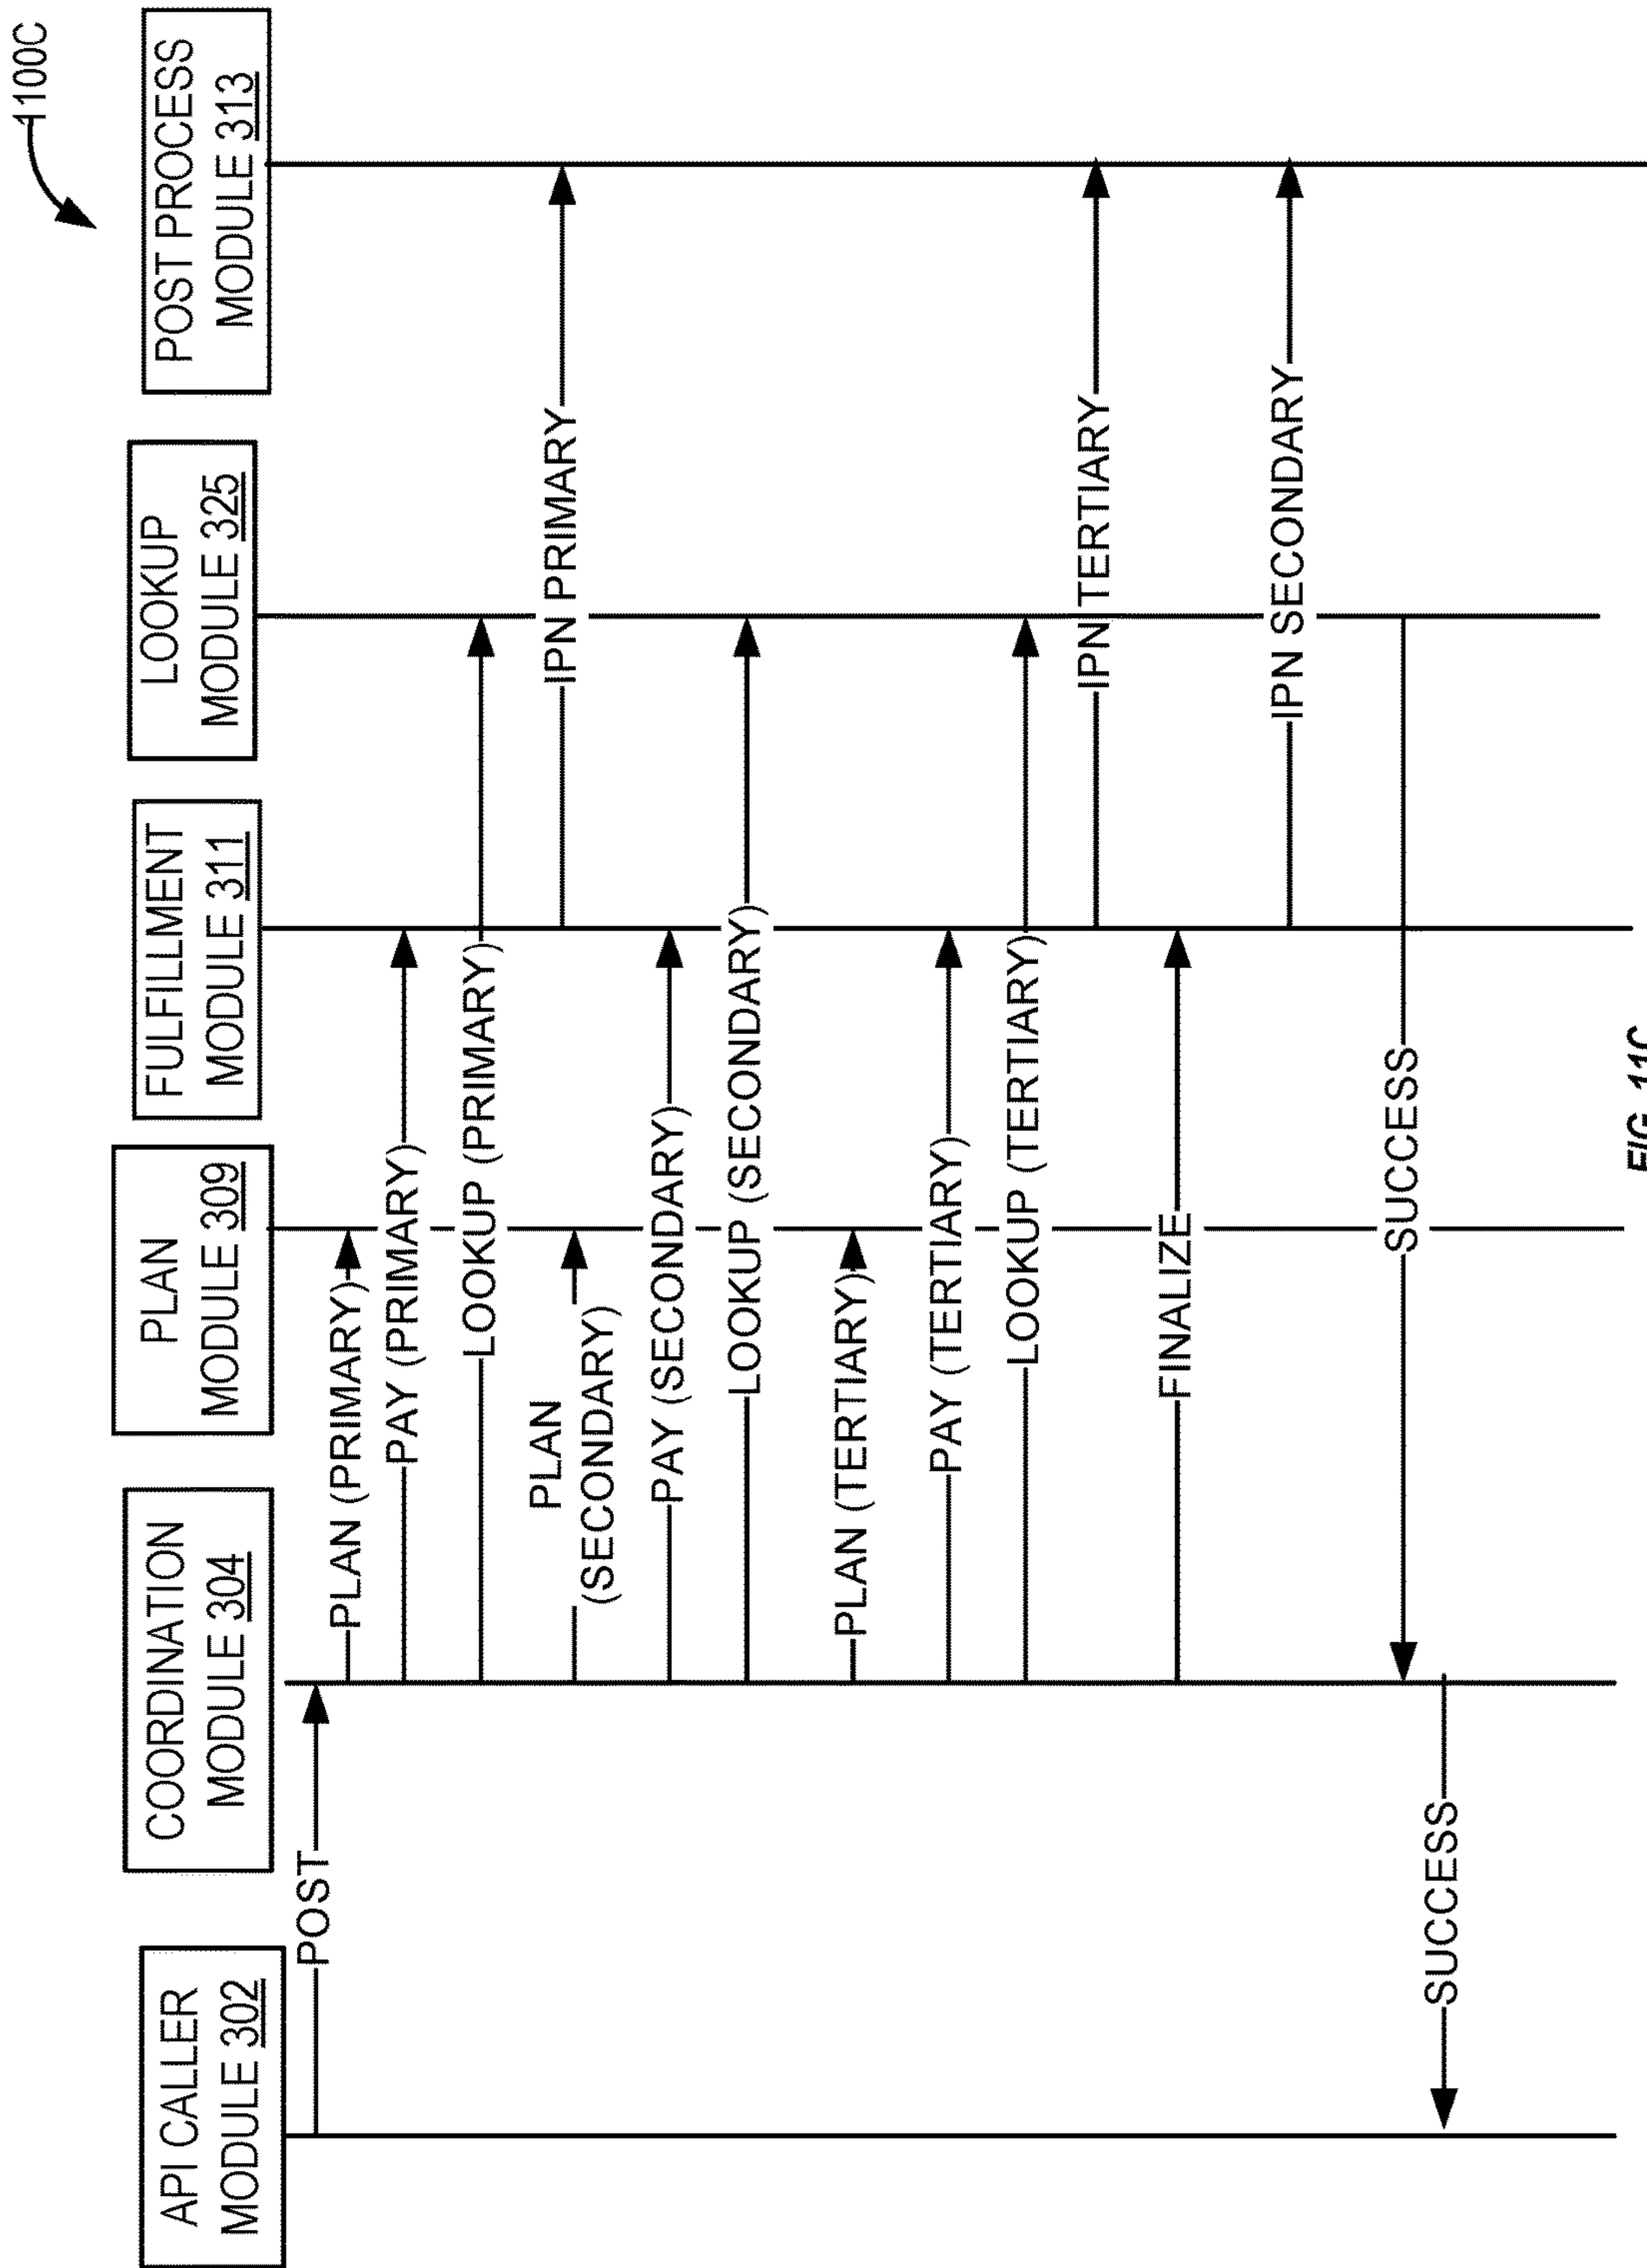 1100C
API CALLER
MODULE 302
COORDINATION
MODULE 304
PLAN
MODULE 309
FULFILLMENT
MODULE 311
LOOKUP
MODULE 325
POST PROCESS
MODULE 313
POST
PLAN (PRIMARY)
PAY (PRIMARY)
LOOKUP (PRIMARY)
IPN PRIMARY
PLAN
(SECONDARY)
PAY (SECONDARY)
LOOKUP (SECONDARY)
PLAN (TERTIARY)
PAY (TERTIARY)
LOOKUP (TERTIARY)
IPN TERTIARY
FINALIZE
IPN SECONDARY
SUCCESS
SUCCESS
FIG. 11C